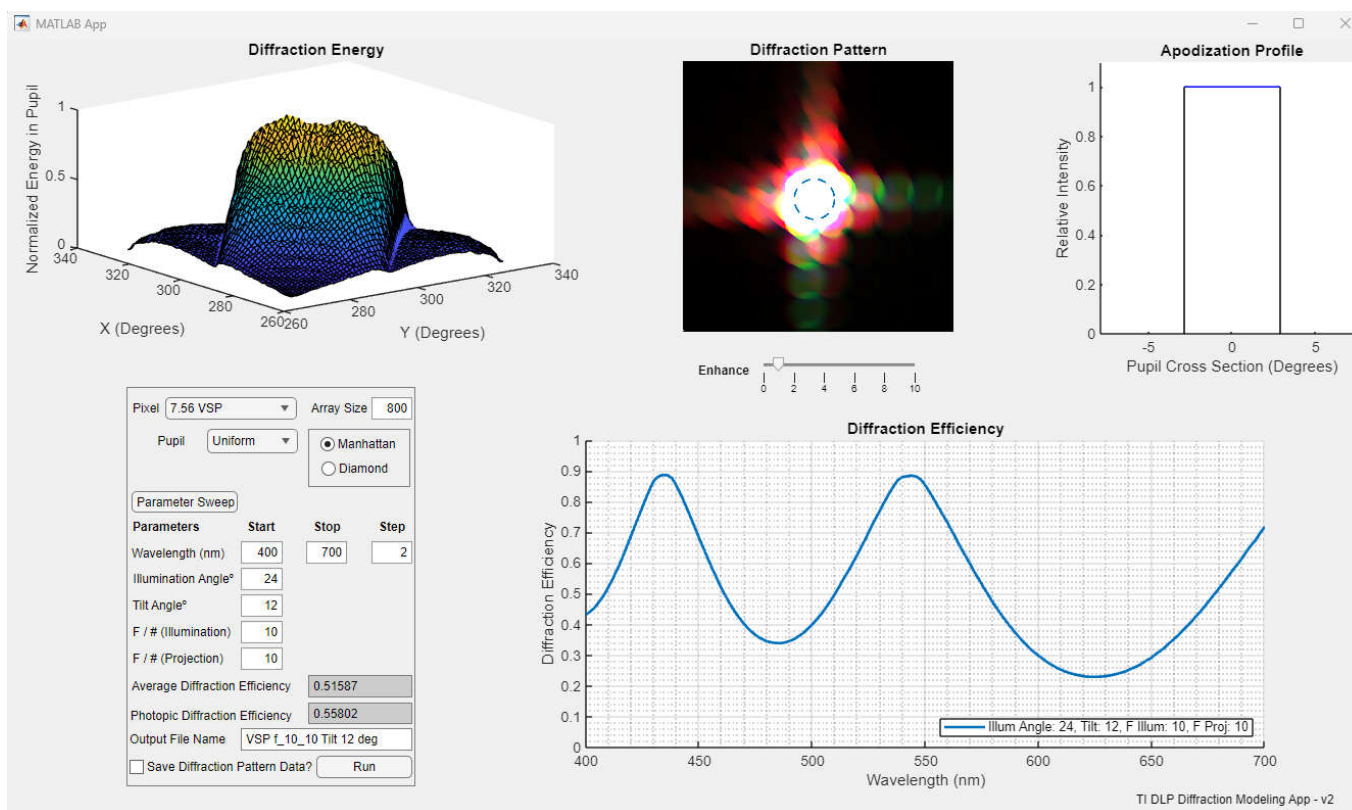 MATLAB App
Diffraction Energy
Normalized Energy in Pupil
1
0.5
0
340
320
300
280
260
260
280
300
320
340
X (Degrees)
Y (Degrees)
Diffraction Pattern
Enhance
0 2 4 6 8 10
Apodization Profile
Relative Intensity
1
0.8
0.6
0.4
0.2
0
-5 0 5
Pupil Cross Section (Degrees)
Pixel 7.56 VSP Array Size 800
Pupil Uniform
Manhattan
Diamond
Parameter Sweep
Parameters Start Stop Step
Wavelength (nm) 400 700 2
Illumination Angle° 24
Tilt Angle° 12
F / # (Illumination) 10
F / # (Projection) 10
Average Diffraction Efficiency 0.51587
Photopic Diffraction Efficiency 0.55802
Output File Name VSP f_10_10 Tilt 12 deg
Save Diffraction Pattern Data? Run
Diffraction Efficiency
Diffraction Efficiency
1
0.9
0.8
0.7
0.6
0.5
0.4
0.3
0.2
0.1
0
400 450 500 550 600 650 700
Wavelength (nm)
Illum Angle: 24, Tilt: 12, F Illum: 10, F Proj: 10
TI DLP Diffraction Modeling App - v2